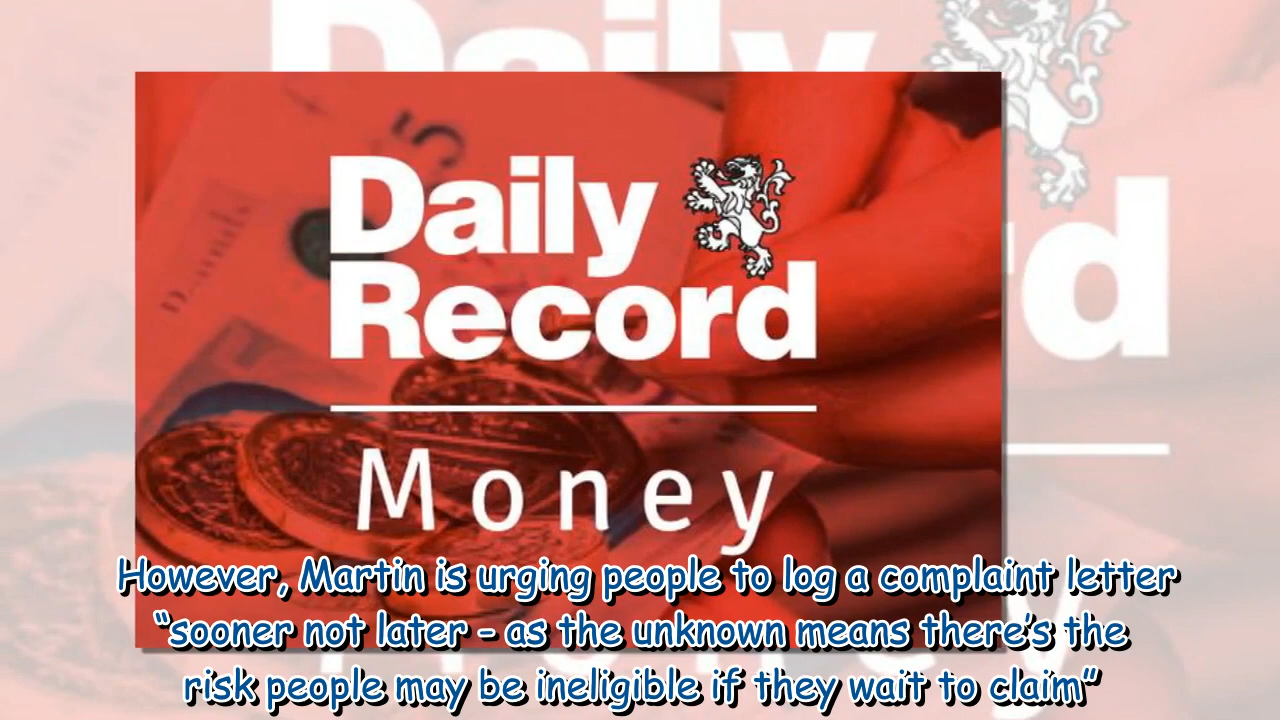 Daily
Record
Money
However, Martin is urging people to log a complaint letter
“sooner not later – as the unknown means there’s the
risk people may be ineligible if they wait to claim”